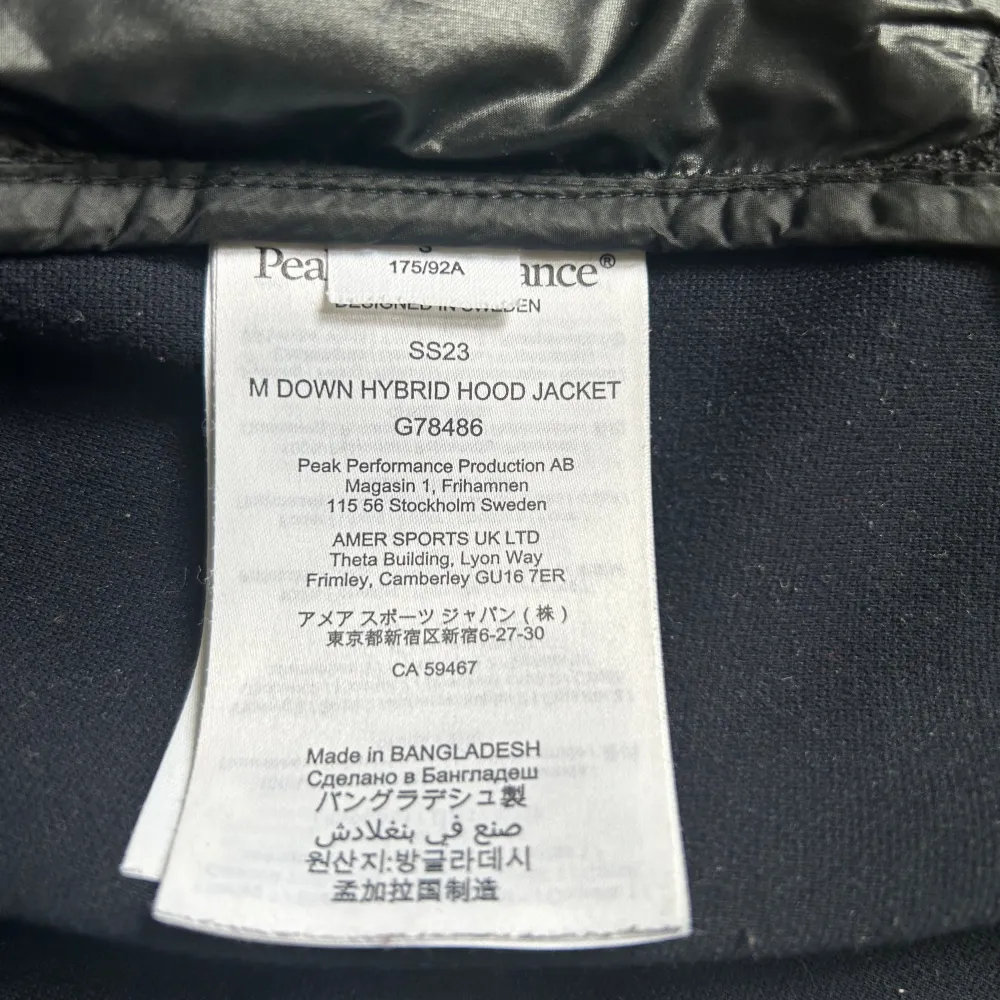 S
175/92A
Pea ance®
DESIGNED IN SWEDEN
SS23
M DOWN HYBRID HOOD JACKET
G78486
Peak Performance Production AB
Magasin 1, Frihamnen
115 56 Stockholm Sweden
AMER SPORTS UK LTD
Theta Building, Lyon Way
Frimley, Camberley GU16 7ER
アメア スポーツ ジャパン ( 株 )
東京都新宿区新宿6-27-30
CA 59467
Made in BANGLADESH
Сделано в Бангладеш
バングラデシュ製
صنع في بنغلادش
원산지:방글라데시
孟加拉国制造